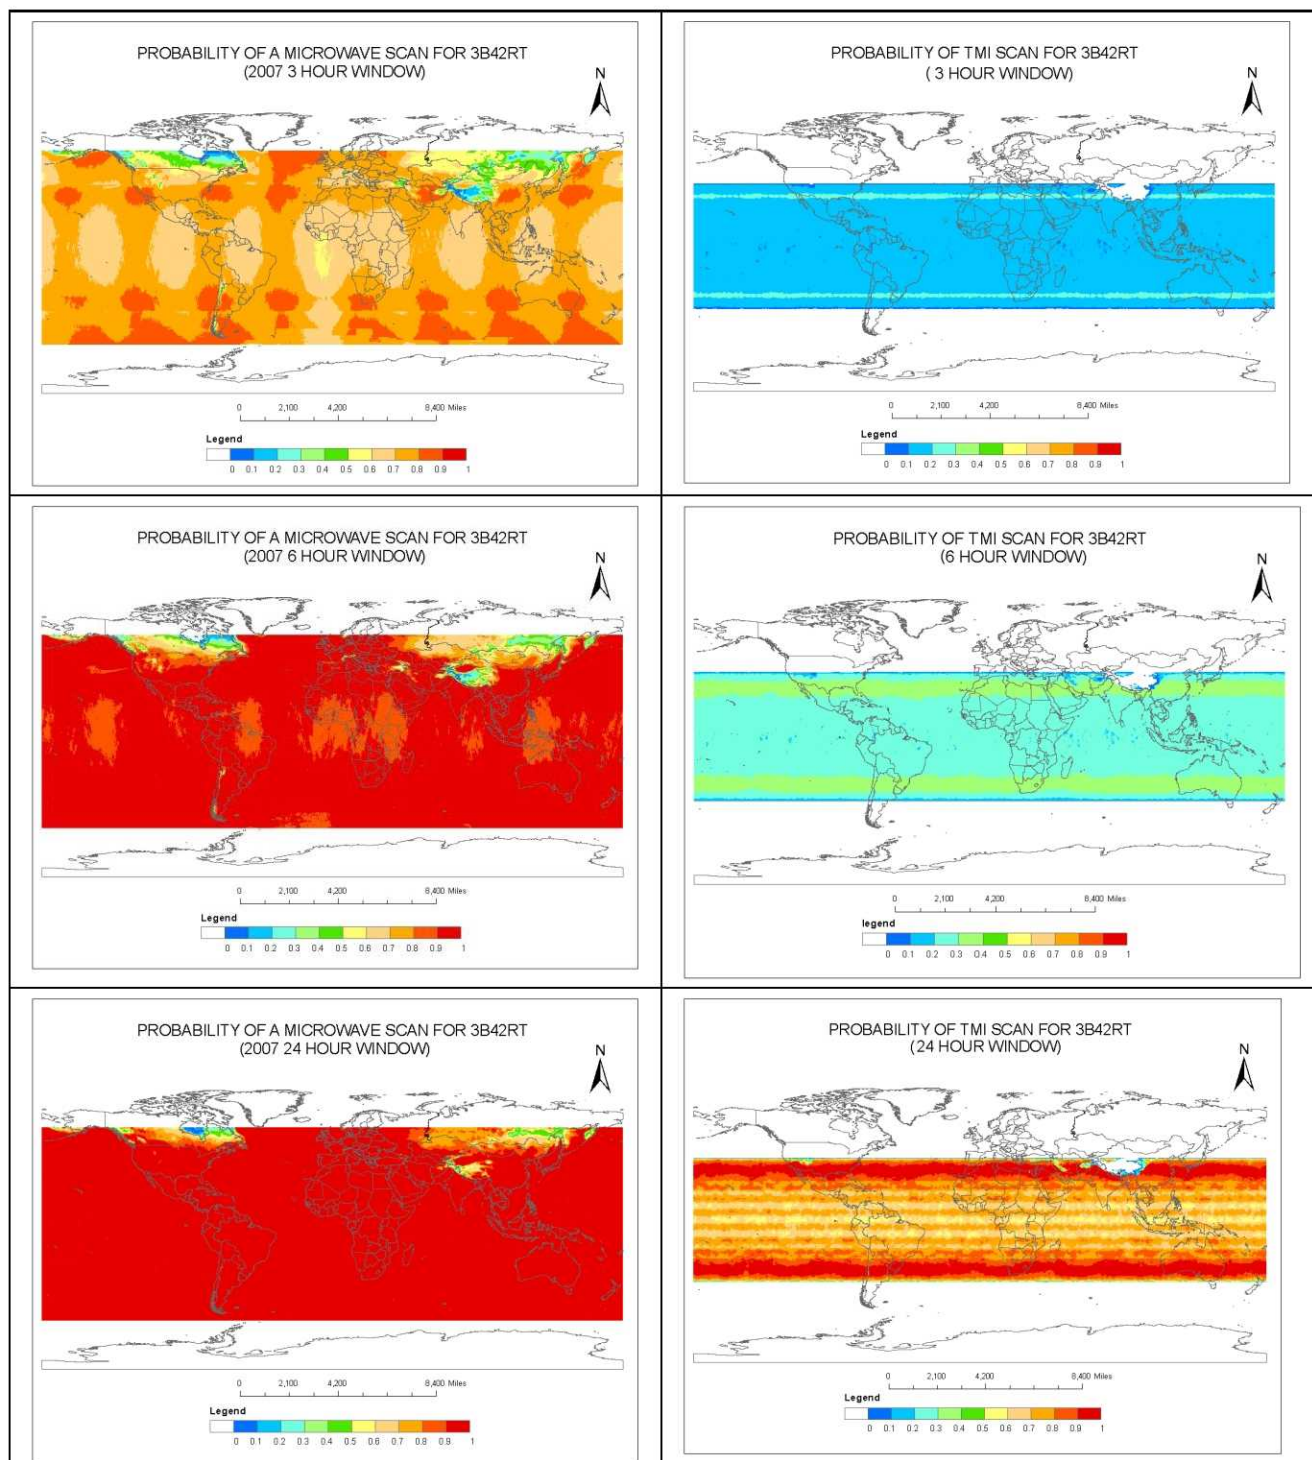 PROBABILITY OF A MICROWAVE SCAN FOR 3B42RT
(2007 3 HOUR WINDOW)
N
0 2,100 4,200 8,400 Miles
Legend
0 0.1 0.2 0.3 0.4 0.5 0.6 0.7 0.8 0.9 1
PROBABILITY OF TMI SCAN FOR 3B42RT
( 3 HOUR WINDOW)
N
0 2,100 4,200 8,400 Miles
Legend
0 0.1 0.2 0.3 0.4 0.5 0.6 0.7 0.8 0.9 1
PROBABILITY OF A MICROWAVE SCAN FOR 3B42RT
(2007 6 HOUR WINDOW)
N
0 2,100 4,200 8,400 Miles
Legend
0 0.1 0.2 0.3 0.4 0.5 0.6 0.7 0.8 0.9 1
PROBABILITY OF TMI SCAN FOR 3B42RT
(6 HOUR WINDOW)
N
0 2,100 4,200 8,400 Miles
legend
0 0.1 0.2 0.3 0.4 0.5 0.6 0.7 0.8 0.9 1
PROBABILITY OF A MICROWAVE SCAN FOR 3B42RT
(2007 24 HOUR WINDOW)
N
0 2,100 4,200 8,400 Miles
Legend
0 0.1 0.2 0.3 0.4 0.5 0.6 0.7 0.8 0.9 1
PROBABILITY OF TMI SCAN FOR 3B42RT
(24 HOUR WINDOW)
N
0 2,100 4,200 8,400 Miles
Legend
0 0.1 0.2 0.3 0.4 0.5 0.6 0.7 0.8 0.9 1